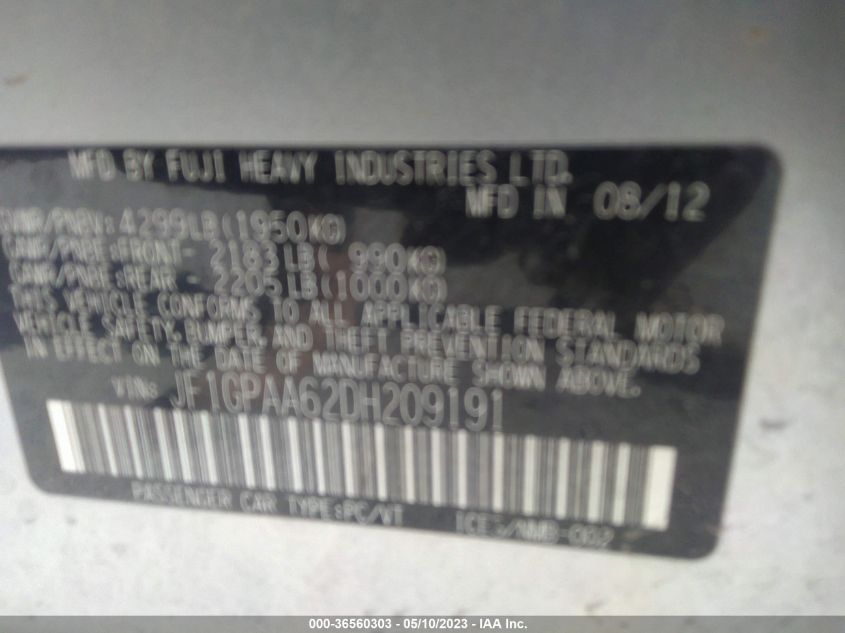 MFD BY FUJI HEAVY INDUSTRIES LTD.
MFD IN 08/12
GVWR/PNBV: 4299LB(1950KG)
GAWR/PNBE:FRONT- 2183LB( 990KG)
GAWR/PNBE:REAR - 2205LB(1000KG)
THIS VEHICLE CONFORMS TO ALL APPLICABLE FEDERAL MOTOR
VEHICLE SAFETY, BUMPER, AND THEFT PREVENTION STANDARDS
IN EFFECT ON THE DATE OF MANUFACTURE SHOWN ABOVE.
VIN: JF1GPAA62DH209191
PASSENGER CAR TYPE:PC/VT ICES/NMB-002
000-36560303 - 05/10/2023 - IAA Inc.